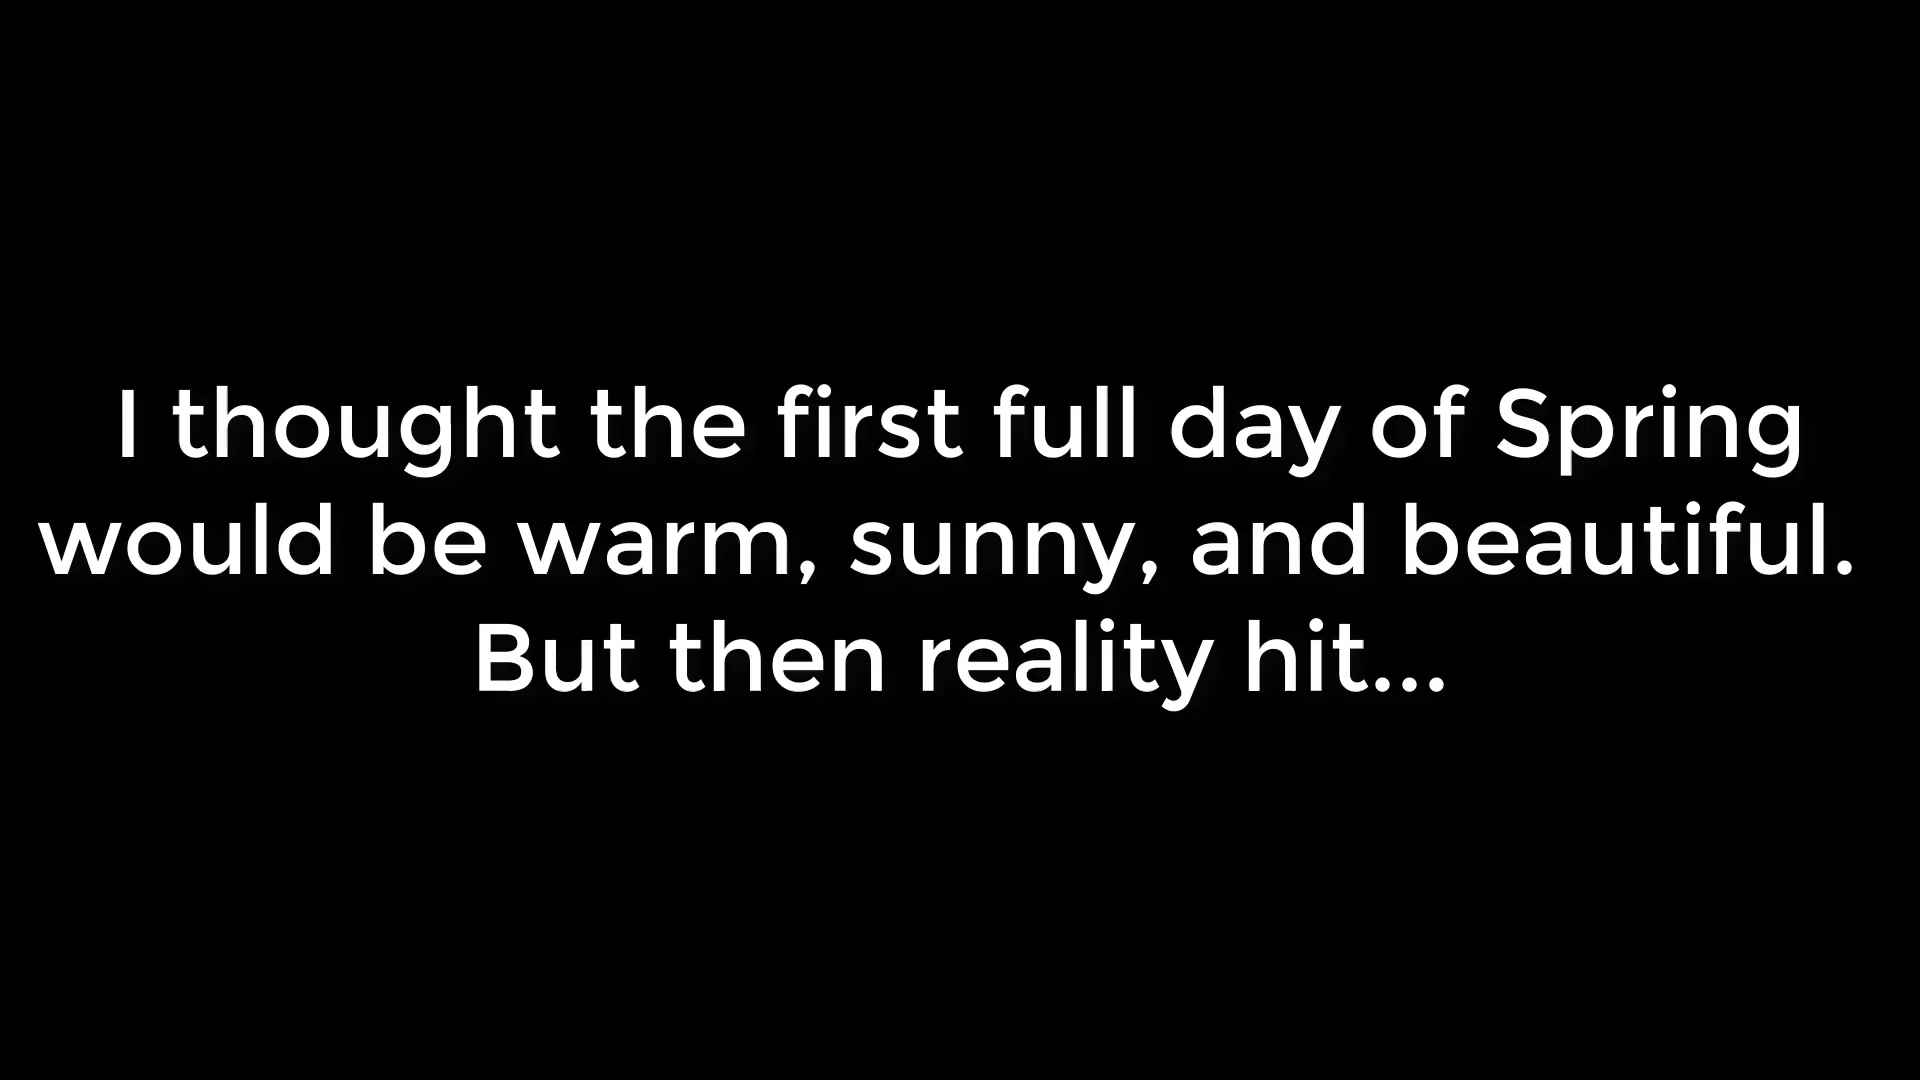 I thought the first full day of Spring
would be warm, sunny, and beautiful.
But then reality hit...